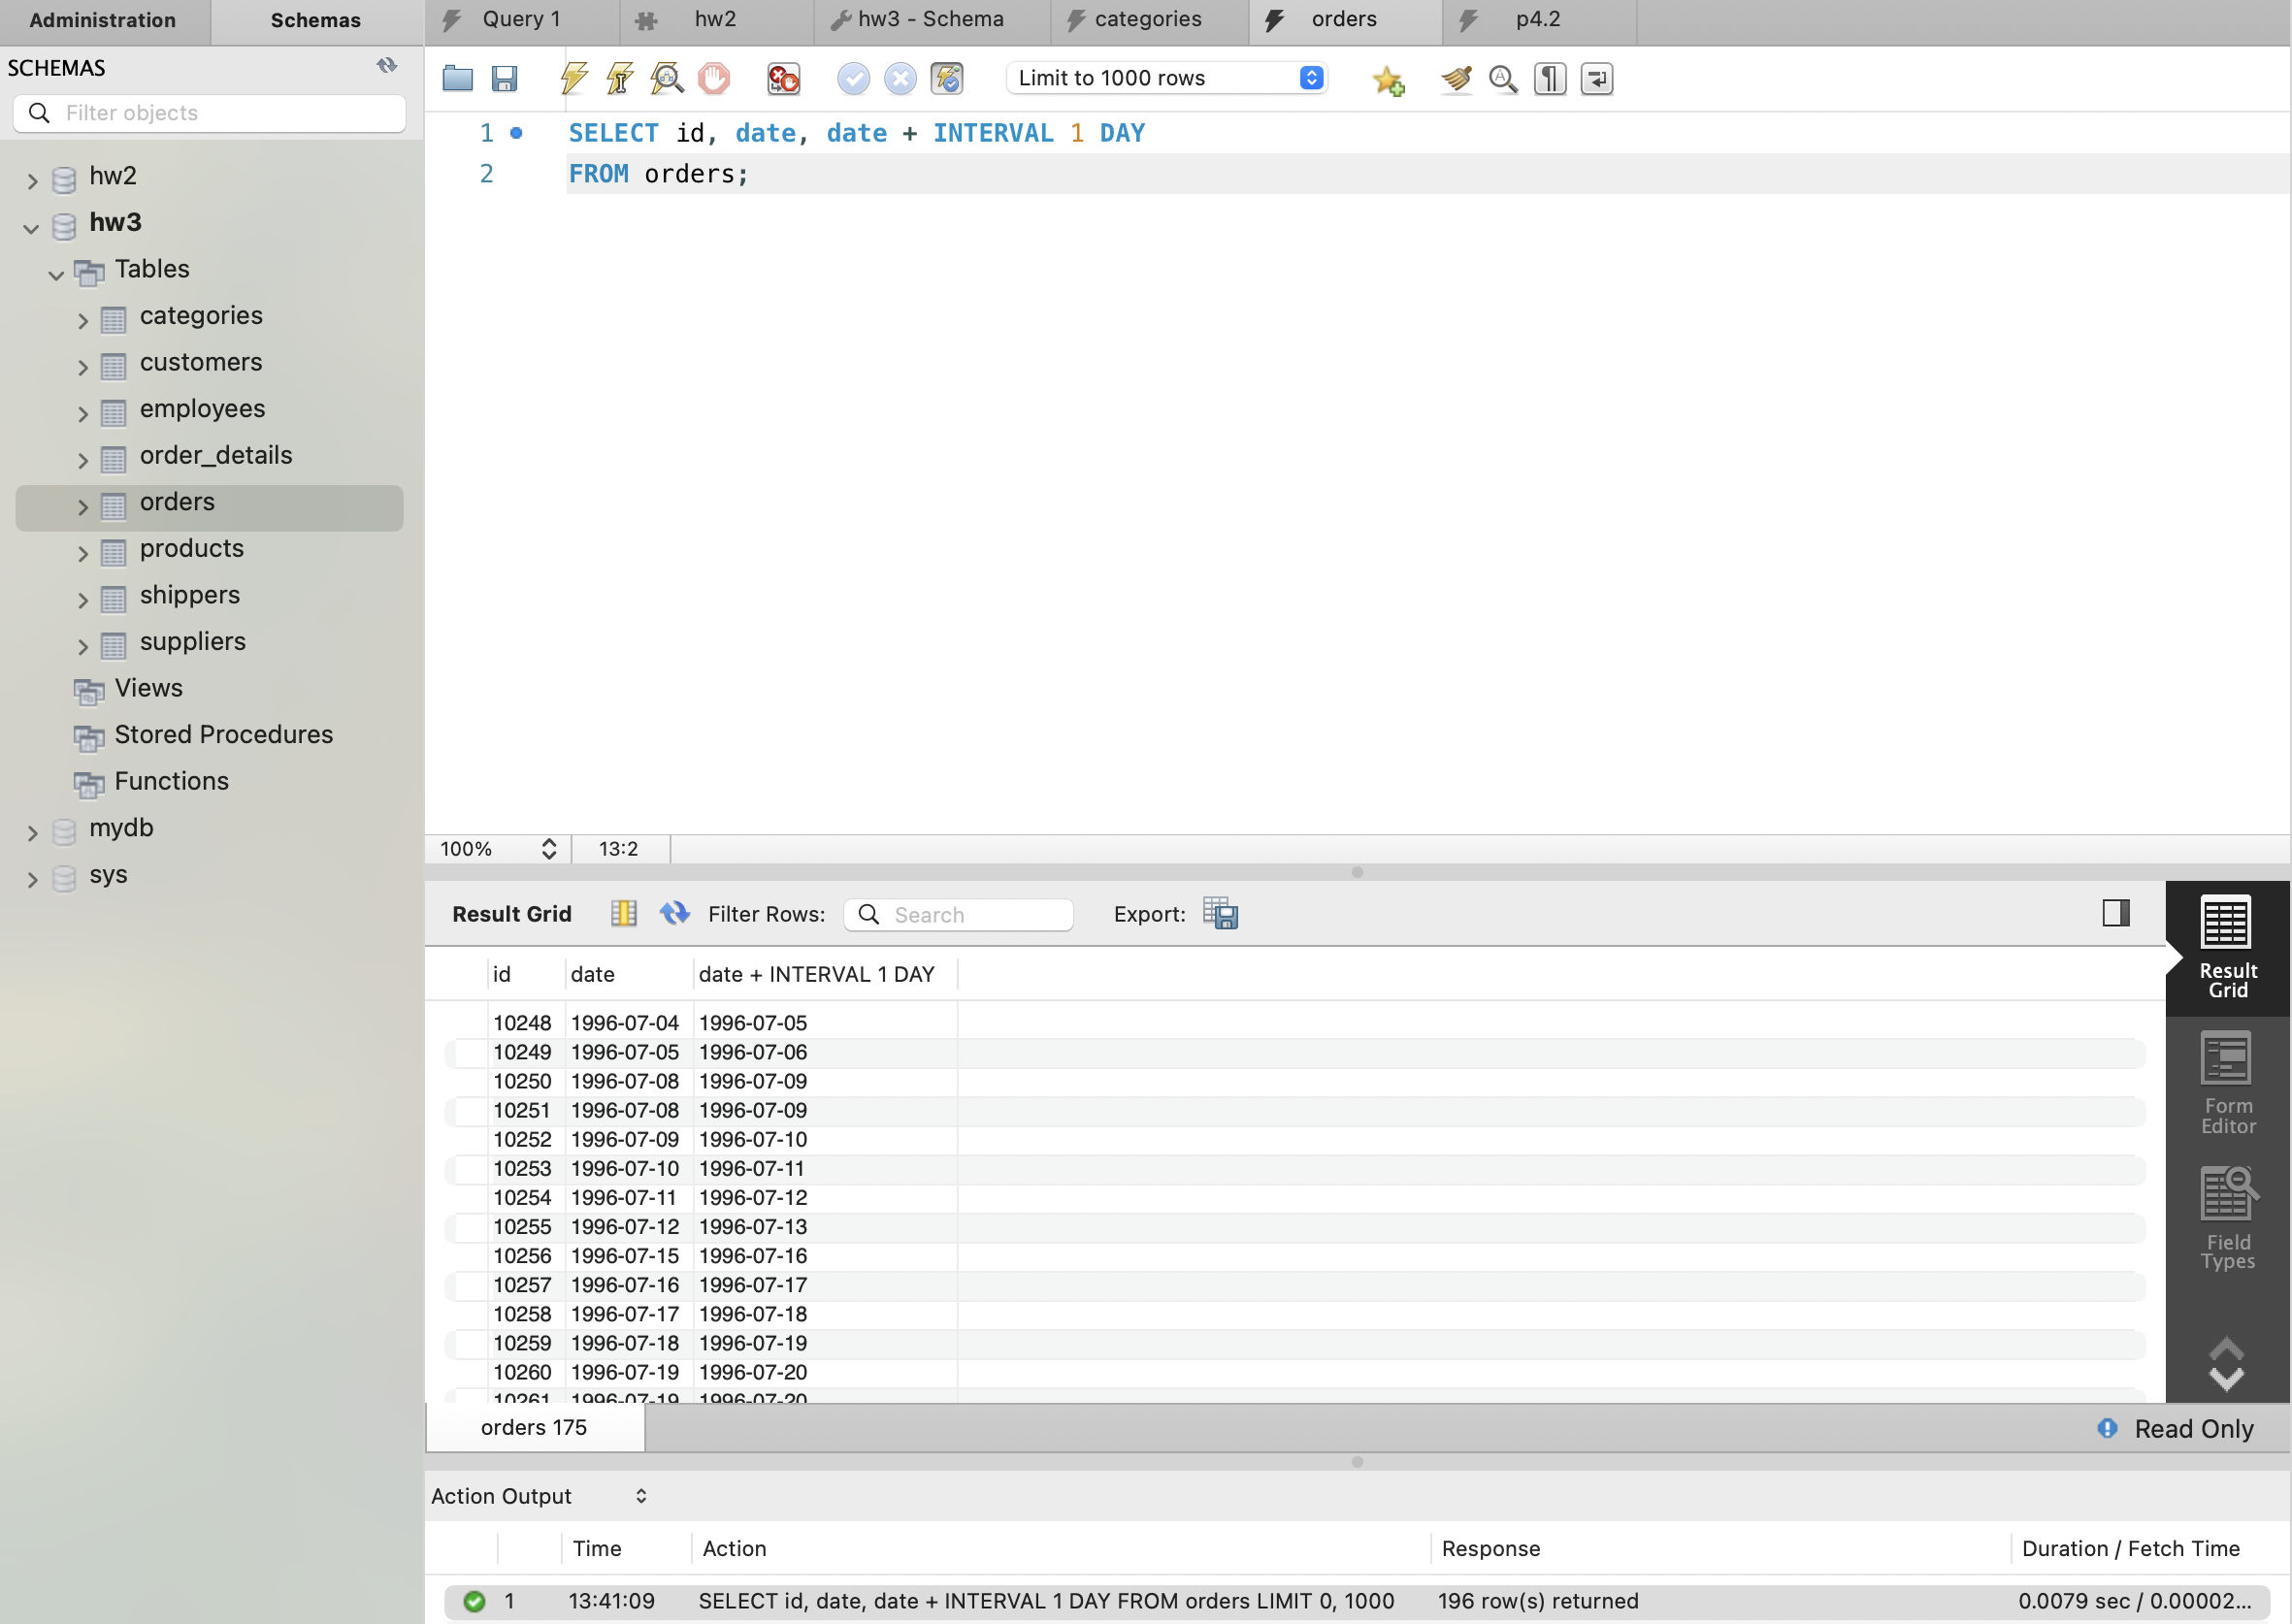 Administration Schemas
Query 1 hw2 hw3 - Schema categories orders p4.2
SCHEMAS
Filter objects
Limit to 1000 rows
hw2
hw3
Tables
categories
customers
employees
order_details
orders
products
shippers
suppliers
Views
Stored Procedures
Functions
mydb
sys
1 SELECT id, date, date + INTERVAL 1 DAY
2 FROM orders;
100% 13:2
Result Grid Filter Rows: Search Export:
id date date + INTERVAL 1 DAY
10248 1996-07-04 1996-07-05
10249 1996-07-05 1996-07-06
10250 1996-07-08 1996-07-09
10251 1996-07-08 1996-07-09
10252 1996-07-09 1996-07-10
10253 1996-07-10 1996-07-11
10254 1996-07-11 1996-07-12
10255 1996-07-12 1996-07-13
10256 1996-07-15 1996-07-16
10257 1996-07-16 1996-07-17
10258 1996-07-17 1996-07-18
10259 1996-07-18 1996-07-19
10260 1996-07-19 1996-07-20
10261 1996-07-19 1996-07-20
Result
Grid
Form
Editor
Field
Types
orders 175 Read Only
Action Output
Time Action Response Duration / Fetch Time
1 13:41:09 SELECT id, date, date + INTERVAL 1 DAY FROM orders LIMIT 0, 1000 196 row(s) returned 0.0079 sec / 0.00002...